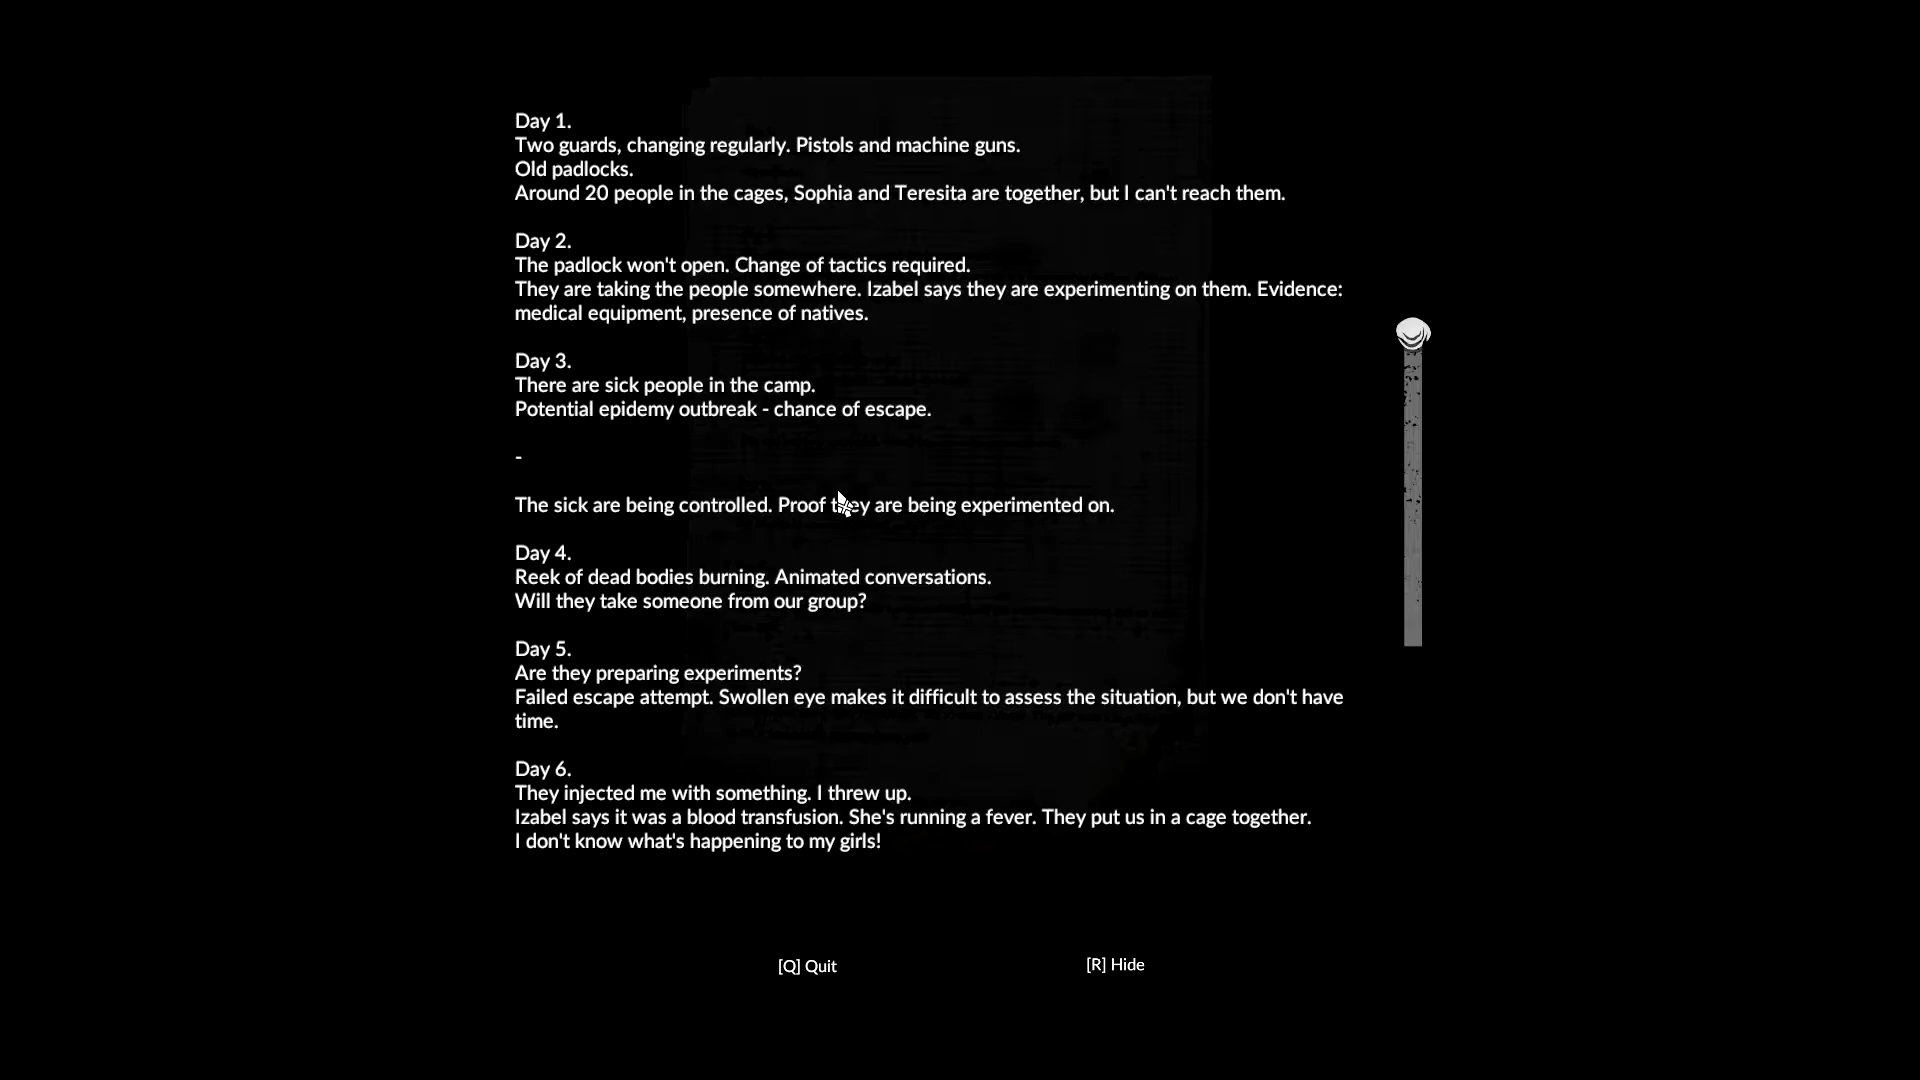 Day 1.
Two guards, changing regularly. Pistols and machine guns.
Old padlocks.
Around 20 people in the cages, Sophia and Teresita are together, but I can't reach them.
Day 2.
The padlock won't open. Change of tactics required.
They are taking the people somewhere. Izabel says they are experimenting on them. Evidence:
medical equipment, presence of natives.
Day 3.
There are sick people in the camp.
Potential epidemy outbreak - chance of escape.
-
The sick are being controlled. Proof they are being experimented on.
Day 4.
Reek of dead bodies burning. Animated conversations.
Will they take someone from our group?
Day 5.
Are they preparing experiments?
Failed escape attempt. Swollen eye makes it difficult to assess the situation, but we don't have
time.
Day 6.
They injected me with something. I threw up.
Izabel says it was a blood transfusion. She's running a fever. They put us in a cage together.
I don't know what's happening to my girls!
[Q] Quit
[R] Hide